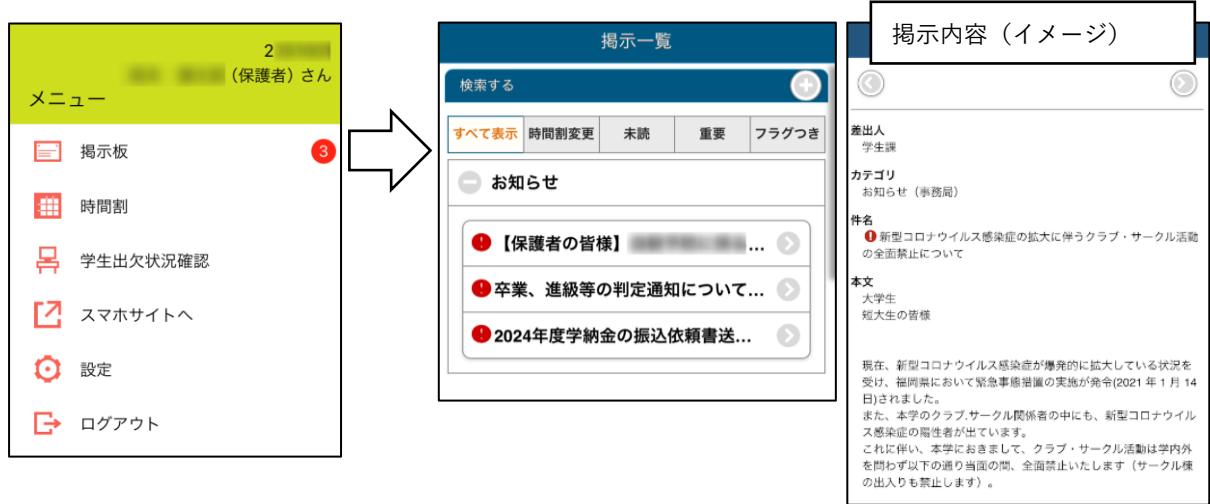 2
（保護者）さん
メニュー
掲示板
3
時間割
学生出欠状況確認
スマホサイトへ
設定
ログアウト
掲示一覧
検索する
すべて表示 時間割変更 未読 重要 フラグつき
お知らせ
【保護者の皆様】 ...
卒業、進級等の判定通知について...
2024年度学納金の振込依頼書送...
掲示内容（イメージ）
差出人
学生課
カテゴリ
お知らせ（事務局）
件名
新型コロナウイルス感染症の拡大に伴うクラブ・サークル活動
の全面禁止について
本文
大学生
短大生の皆様
現在、新型コロナウイルス感染症が爆発的に拡大している状況を
受け、福岡県において緊急事態措置の実施が発令(2021 年 1 月 14
日)されました。
また、本学のクラブ.サークル関係者の中にも、新型コロナウイル
ス感染症の陽性者が出ています。
これに伴い、本学におきまして、クラブ・サークル活動は学内外
を問わず以下の通り当面の間、全面禁止いたします（サークル棟
の出入りも禁止します）。